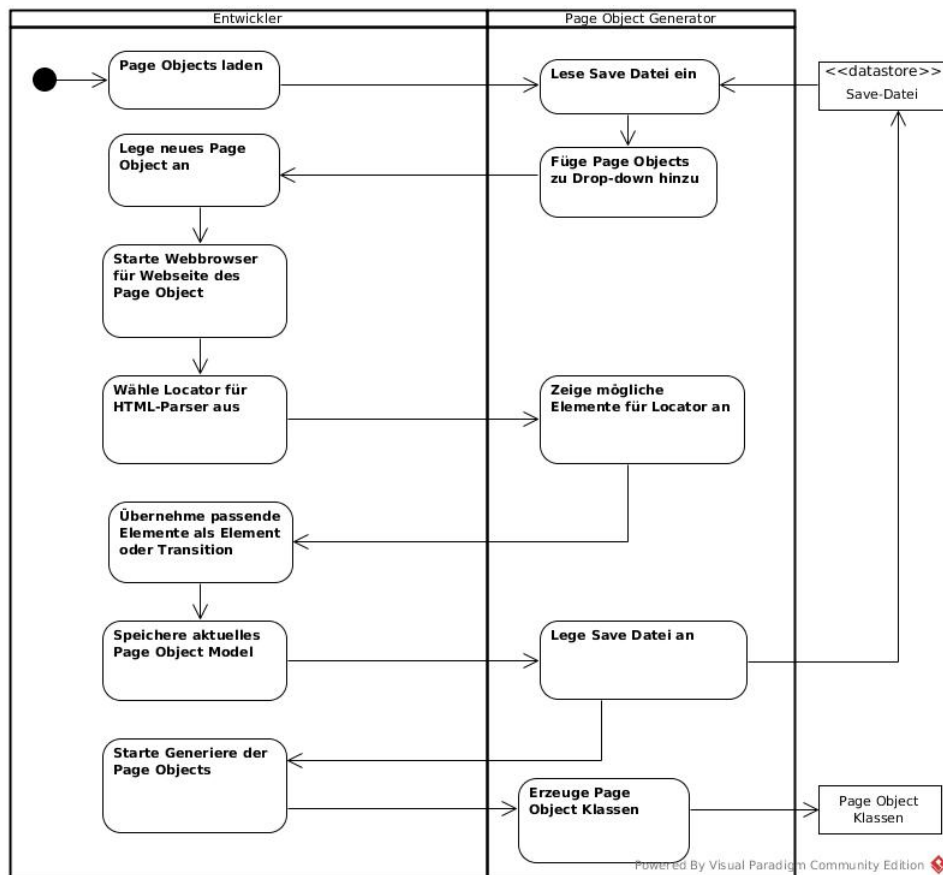 Entwickler
Page Object Generator
Page Objects laden
Lese Save Datei ein
<<datastore>>
Save-Datei
Lege neues Page
Object an
Füge Page Objects
zu Drop-down hinzu
Starte Webbrowser
für Webseite des
Page Object
Wähle Locator für
HTML-Parser aus
Zeige mögliche
Elemente für Locator an
Übernehme passende
Elemente als Element
oder Transition
Speichere aktuelles
Page Object Model
Lege Save Datei an
Starte Generiere der
Page Objects
Erzeuge Page
Object Klassen
Page Object
Klassen
Powered By Visual Paradigm Community Edition